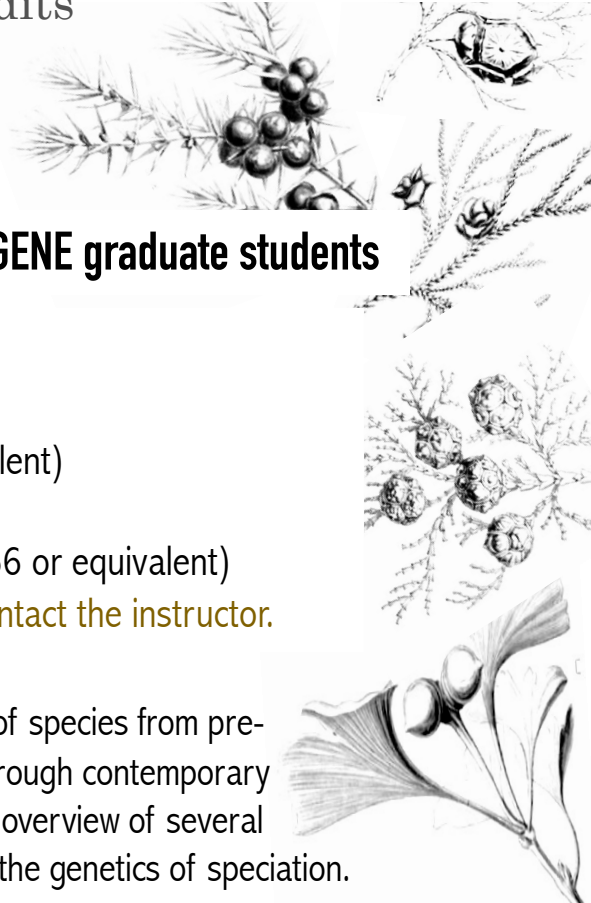 dits
GENE graduate students
lent)
6 or equivalent)
ntact the instructor.
of species from pre-
rough contemporary
overview of several
the genetics of speciation.